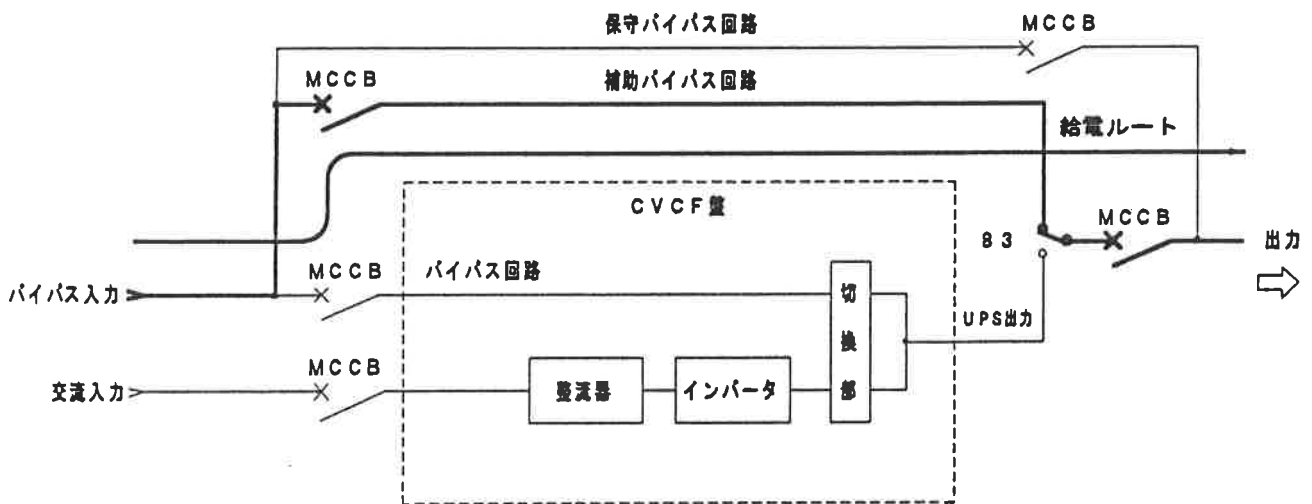 保守バイパス回路
MCCB
MCCB
補助バイパス回路
給電ルート
CVCF盤
MCCB
83
出力
MCCB
バイパス回路
バイパス入力
切換部
UPS出力
MCCB
交流入力
整流器
インバータ